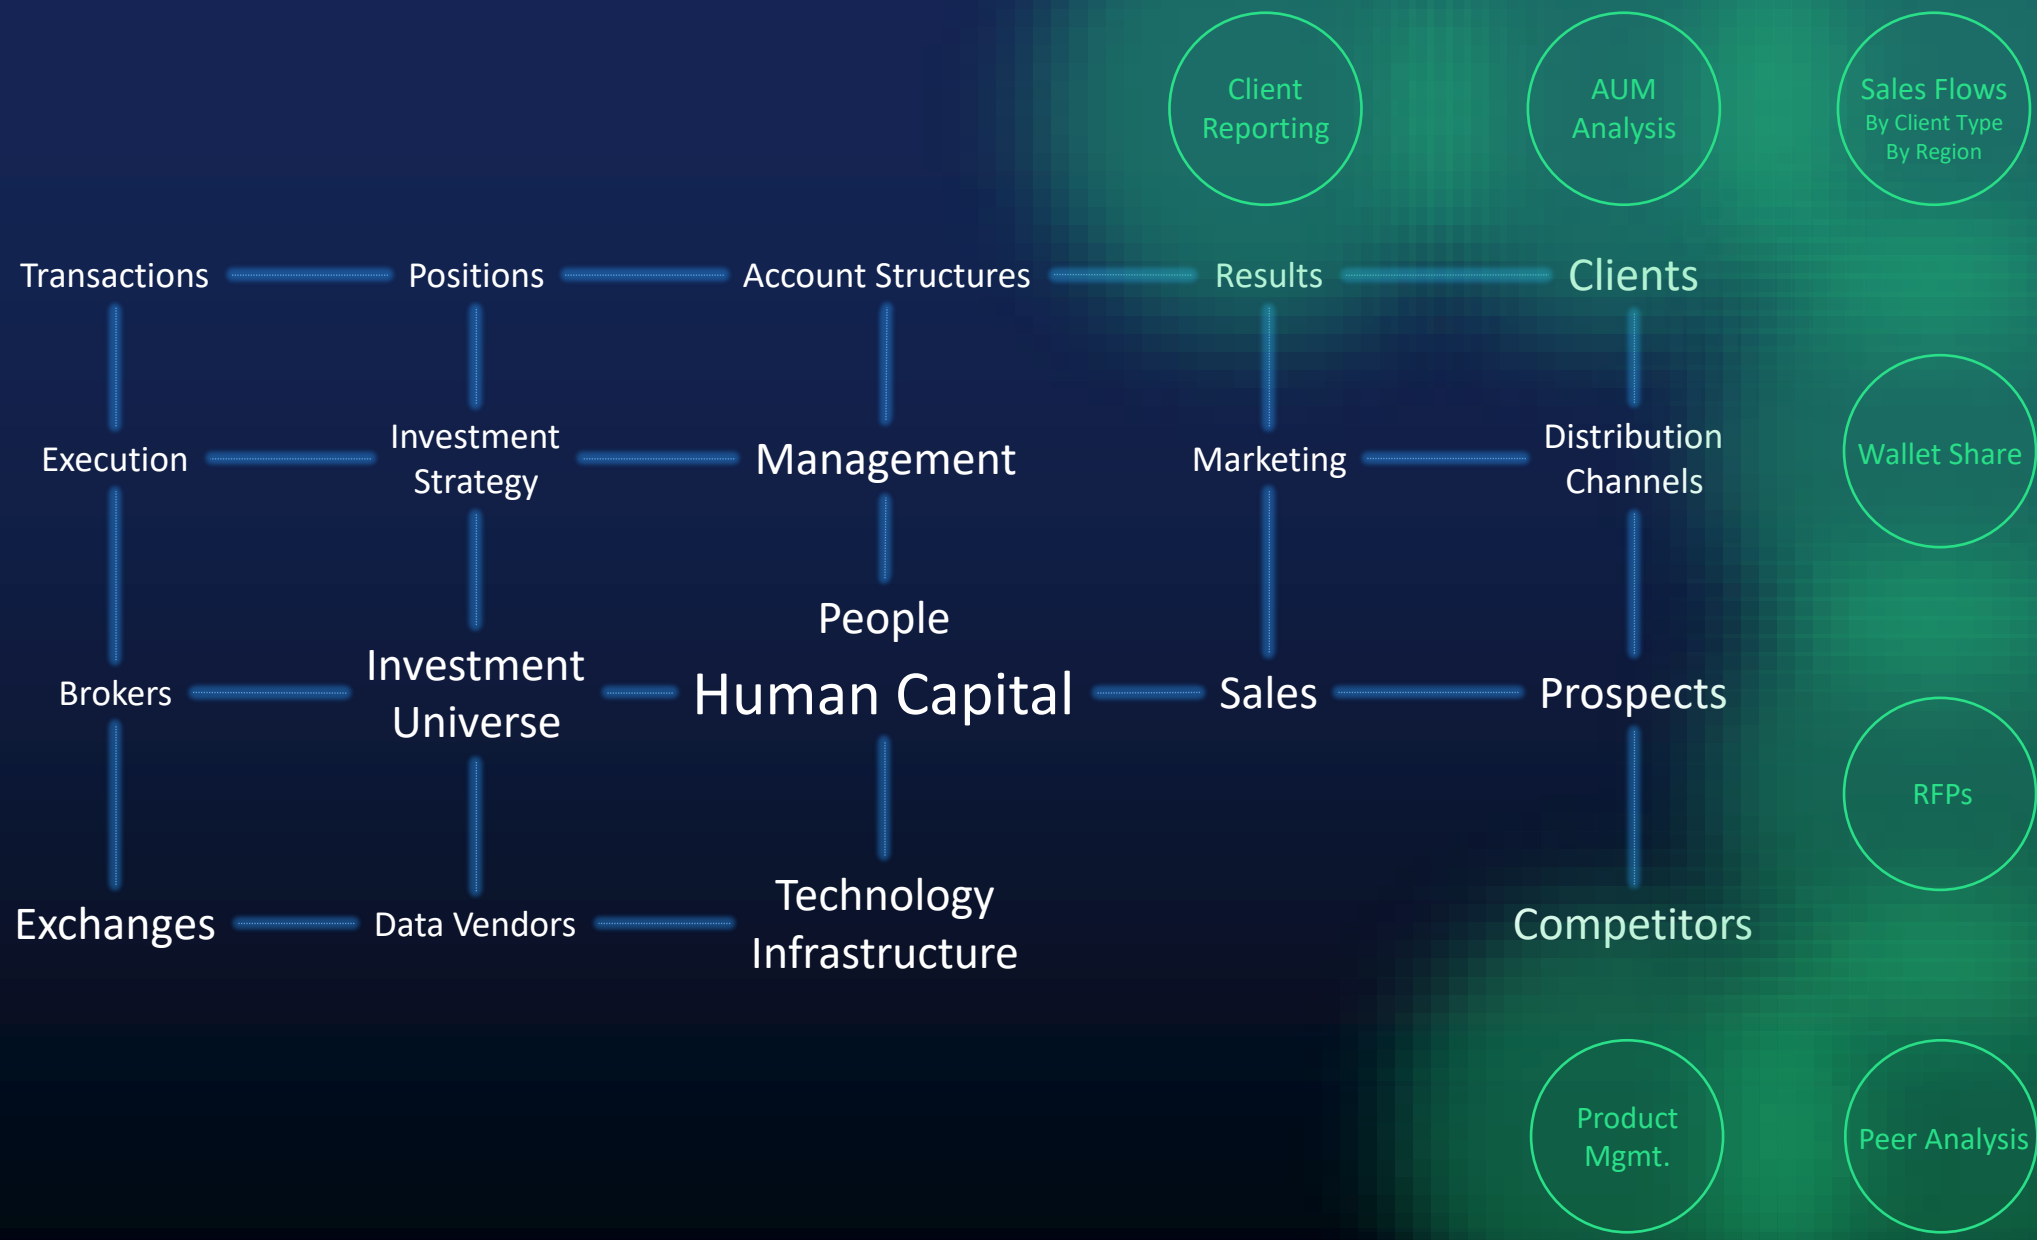 Client
Reporting
AUM
Analysis
Sales Flows
By Client Type
By Region
Transactions
Positions
Account Structures
Results
Clients
Execution
Investment
Strategy
Management
Marketing
Distribution
Channels
Wallet Share
People
Brokers
Investment
Universe
Human Capital
Sales
Prospects
RFPs
Exchanges
Data Vendors
Technology
Infrastructure
Competitors
Product
Mgmt.
Peer Analysis